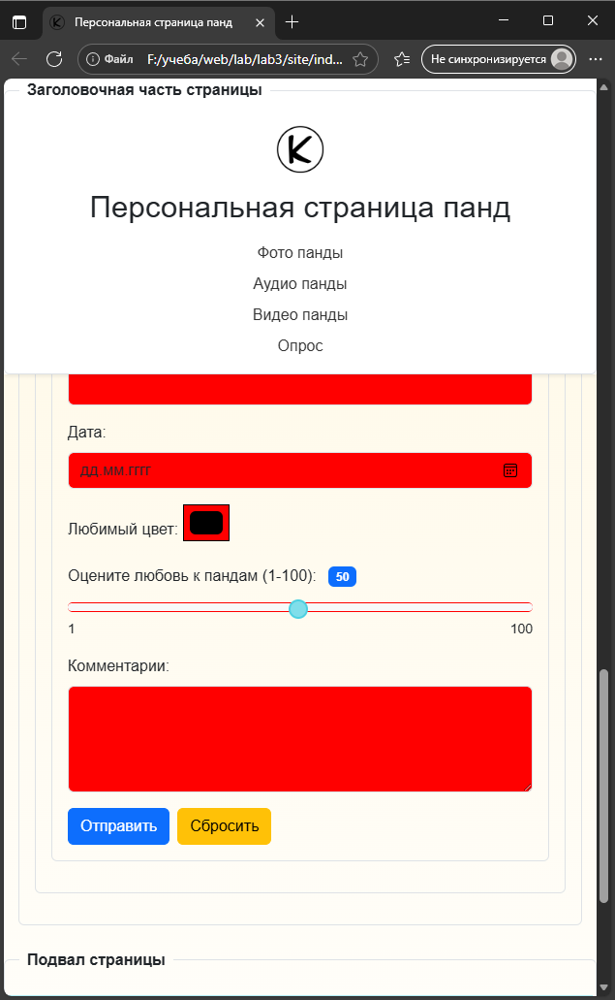 Персональная страница панд
Файл F:/учеба/web/lab/lab3/site/ind... Не синхронизируется
Заголовочная часть страницы
K
Персональная страница панд
Фото панды
Аудио панды
Видео панды
Опрос
Дата:
дд.мм.гггг
Любимый цвет:
Оцените любовь к пандам (1-100): 50
1 100
Комментарии:
Отправить Сбросить
Подвал страницы